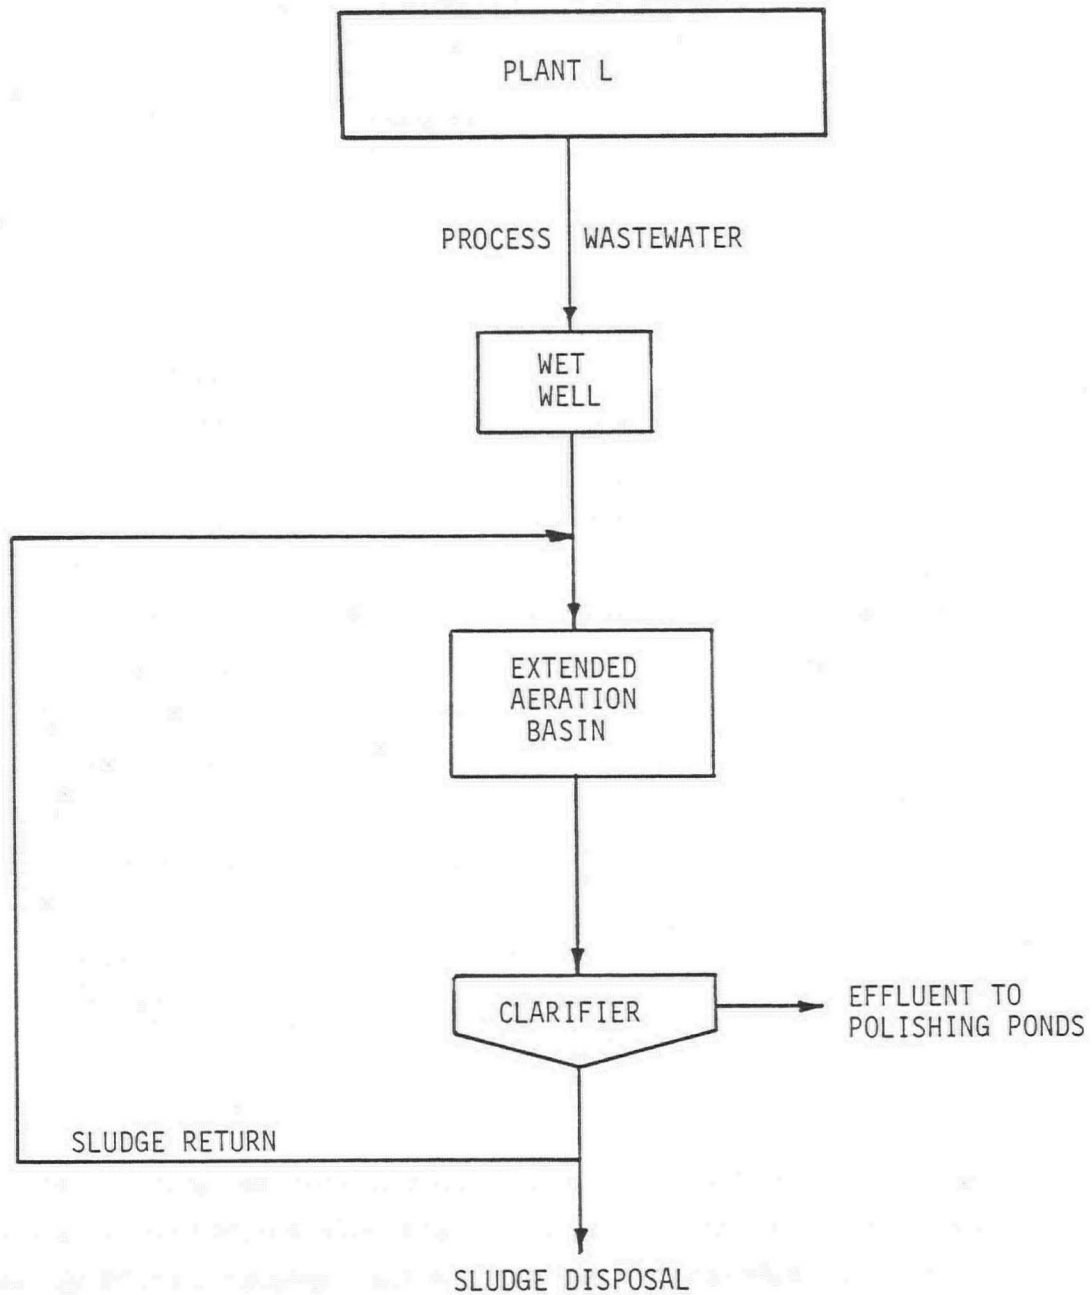 PLANT L
PROCESS WASTEWATER
WET
WELL
EXTENDED
AERATION
BASIN
CLARIFIER
EFFLUENT TO
POLISHING PONDS
SLUDGE RETURN
SLUDGE DISPOSAL